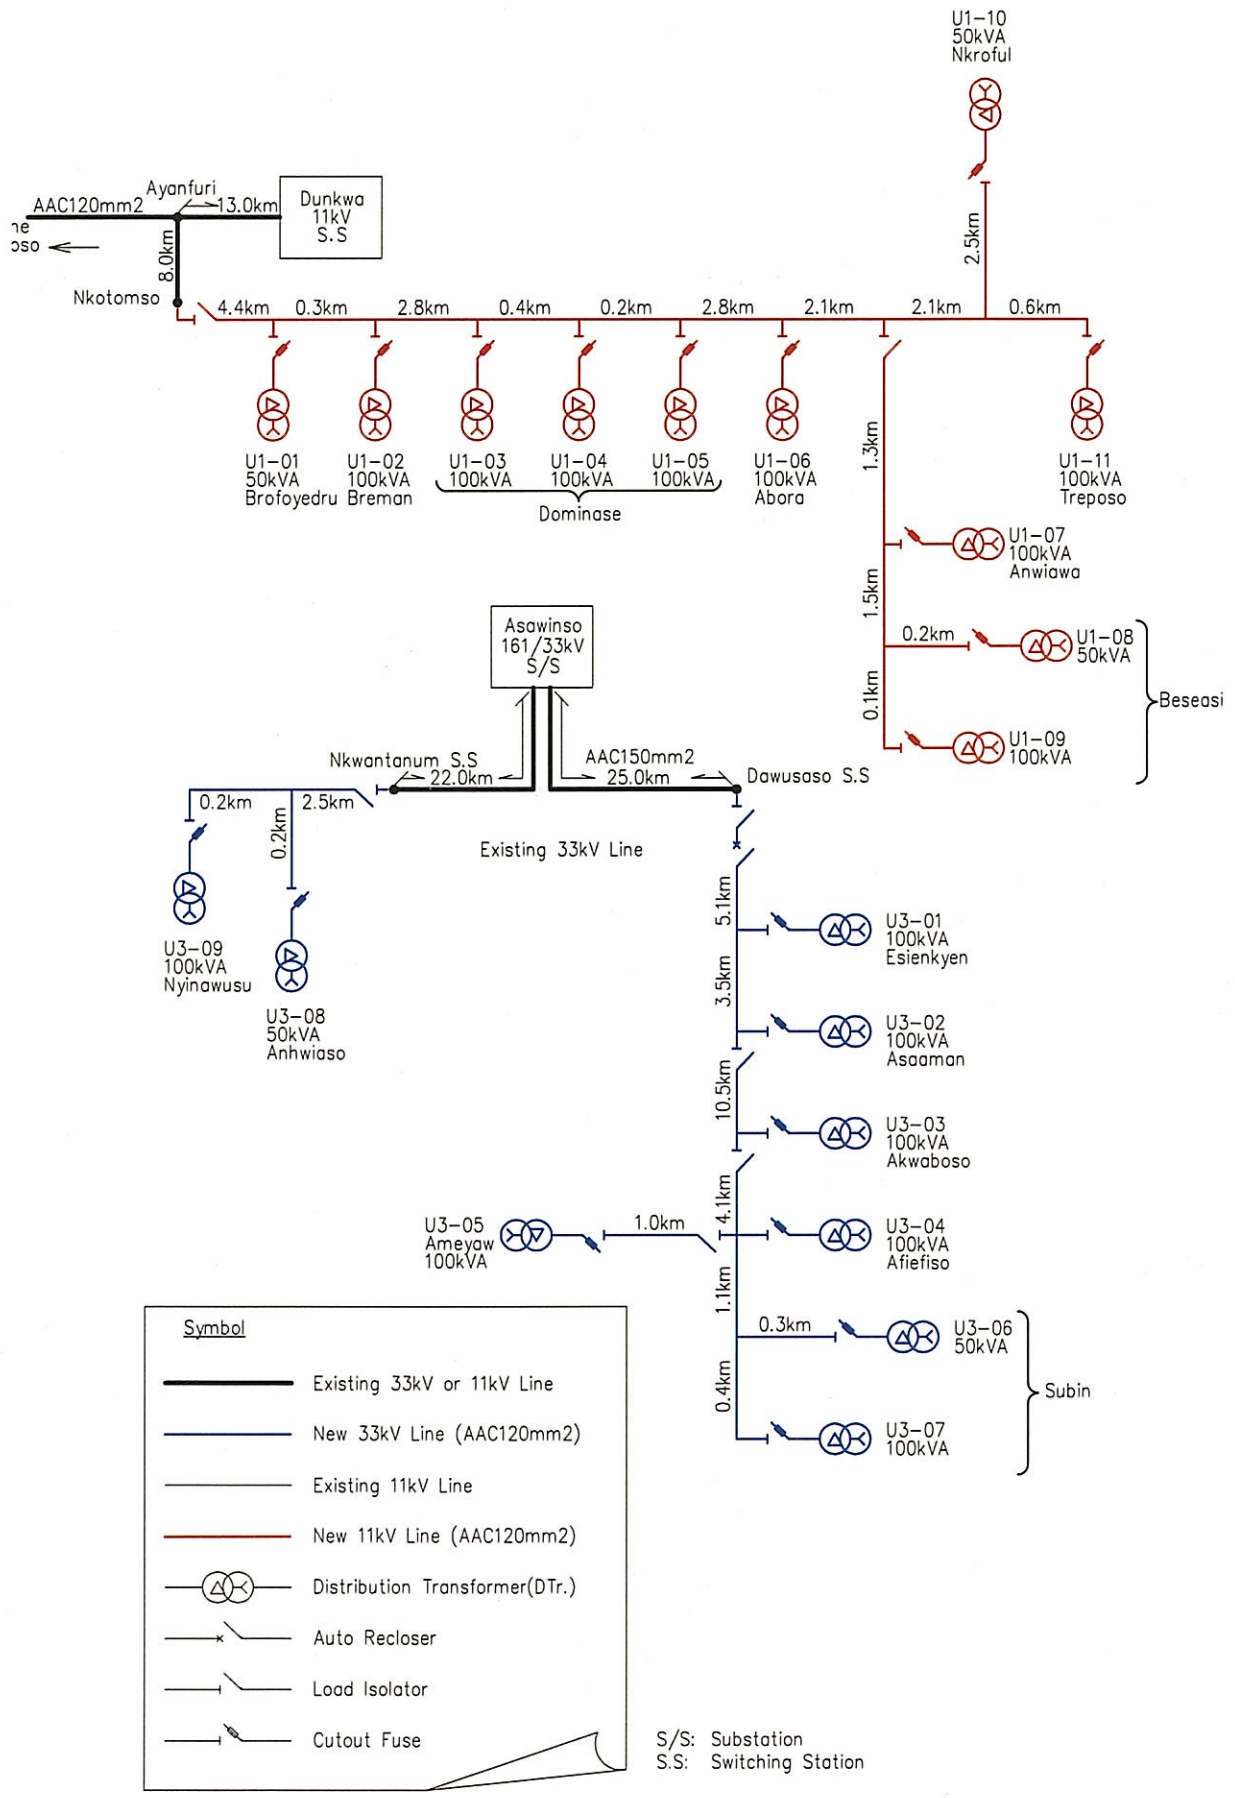 U1-10
50kVA
Nkroful
2.5km
Ayanfuri
AAC120mm2
13.0km
Dunkwa
11kV
S.S
8.0km
Nkotomso
4.4km 0.3km 2.8km 0.4km 0.2km 2.8km 2.1km 2.1km 0.6km
U1-01
50kVA
Brofoyedru
U1-02
100kVA
Breman
U1-03
100kVA
U1-04
100kVA
U1-05
100kVA
Dominase
U1-06
100kVA
Abora
U1-11
100kVA
Treposo
1.3km
U1-07
100kVA
Anwiawa
1.5km
0.2km
U1-08
50kVA
0.1km
U1-09
100kVA
Beseasi
Asawinso
161/33kV
S/S
Nkwantanum S.S
22.0km
AAC150mm2
25.0km
Dawusaso S.S
Existing 33kV Line
0.2km
2.5km
0.2km
U3-09
100kVA
Nyinawusu
U3-08
50kVA
Anhwiaso
5.1km
U3-01
100kVA
Esienkyen
3.5km
U3-02
100kVA
Asaaman
10.5km
U3-03
100kVA
Akwaboso
4.1km
U3-04
100kVA
Afiefiso
U3-05
Ameyaw
100kVA
1.0km
1.1km
0.3km
U3-06
50kVA
0.4km
U3-07
100kVA
Subin
Symbol
Existing 33kV or 11kV Line
New 33kV Line (AAC120mm2)
Existing 11kV Line
New 11kV Line (AAC120mm2)
Distribution Transformer(DTr.)
Auto Recloser
Load Isolator
Cutout Fuse
S/S: Substation
S.S: Switching Station